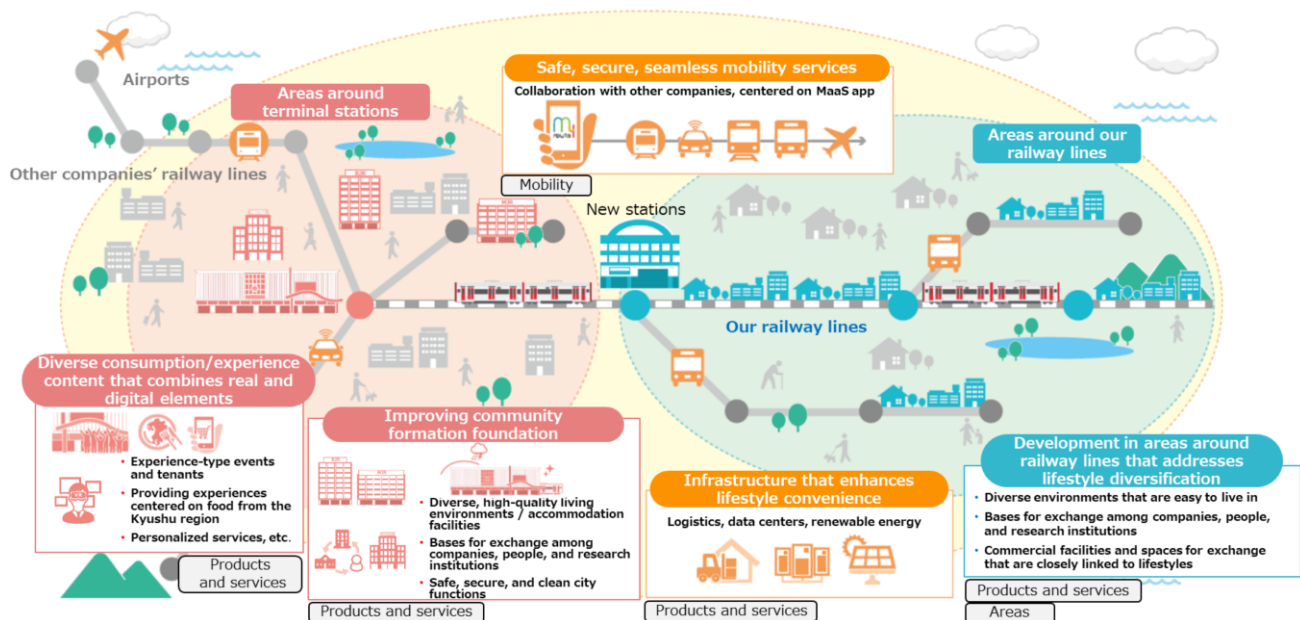 Airports
Other companies' railway lines
Areas around
terminal stations
Safe, secure, seamless mobility services
Collaboration with other companies, centered on MaaS app
my
route
Mobility
Areas around our
railway lines
New stations
Our railway lines
Diverse consumption/experience
content that combines real and
digital elements
• Experience-type events
and tenants
• Providing experiences
centered on food from the
Kyushu region
• Personalized services, etc.
Products
and services
Improving community
formation foundation
• Diverse, high-quality living
environments / accommodation
facilities
• Bases for exchange among
companies, people, and research
institutions
• Safe, secure, and clean city
functions
Products and services
Infrastructure that enhances
lifestyle convenience
Logistics, data centers, renewable energy
Products and services
Development in areas around
railway lines that addresses
lifestyle diversification
• Diverse environments that are easy to live in
• Bases for exchange among companies, people,
and research institutions
• Commercial facilities and spaces for exchange
that are closely linked to lifestyles
Products and services
Areas